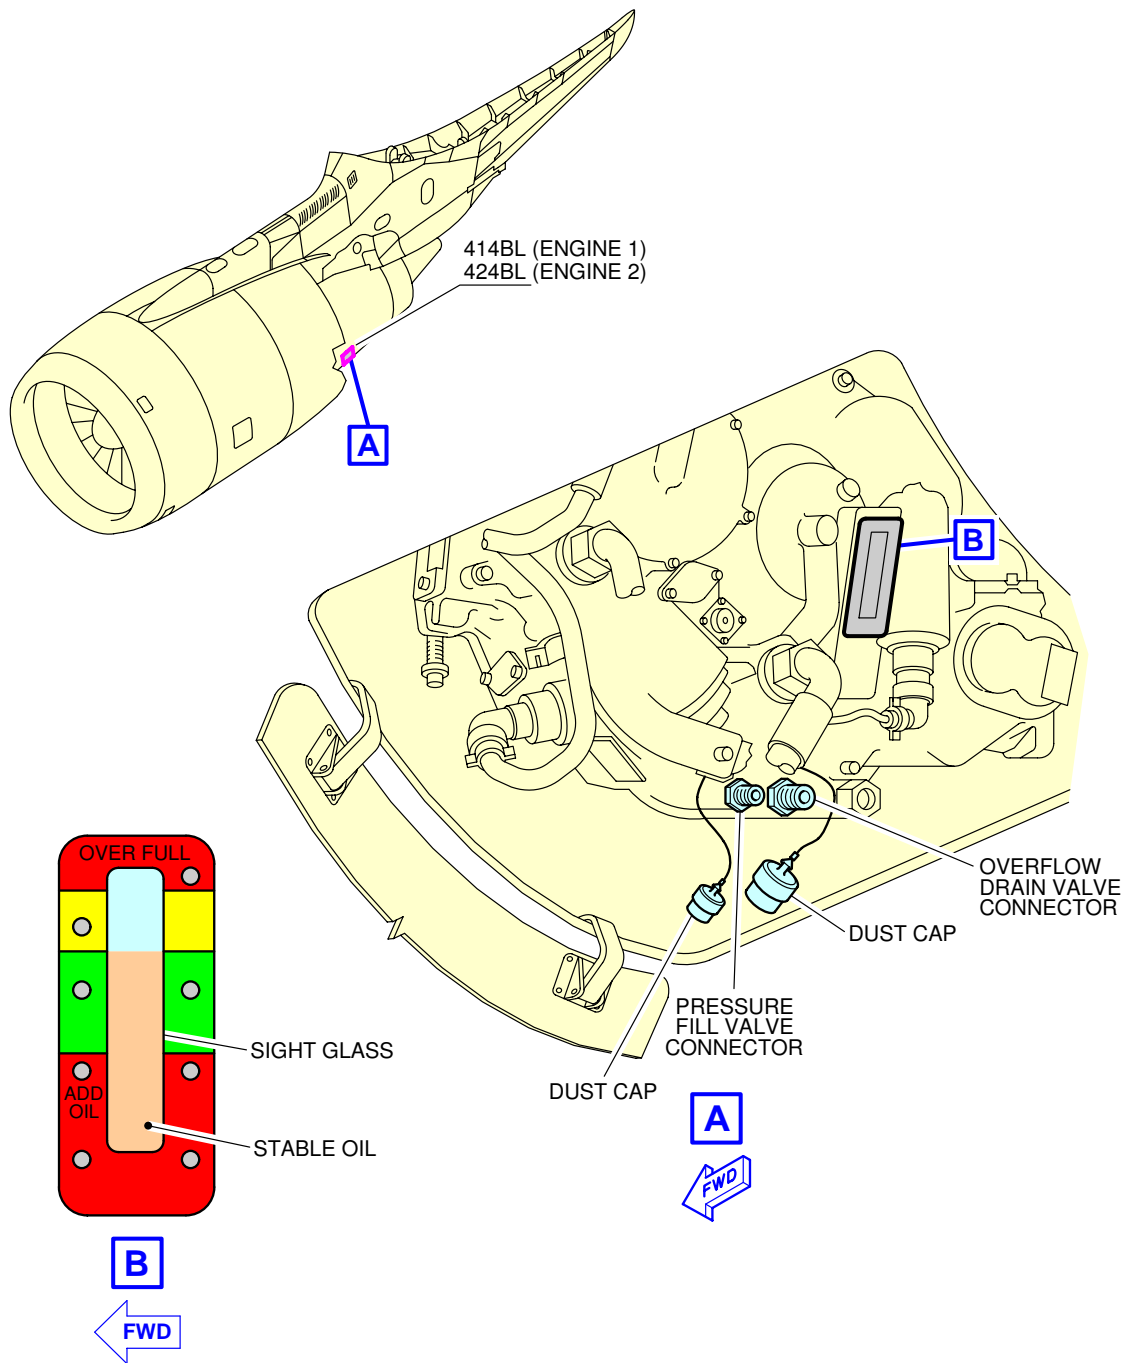 414BL (ENGINE 1)
424BL (ENGINE 2)
A
B
OVERFLOW
DRAIN VALVE
CONNECTOR
DUST CAP
PRESSURE
FILL VALVE
CONNECTOR
DUST CAP
A
FWD
OVER FULL
ADD
OIL
SIGHT GLASS
STABLE OIL
B
FWD